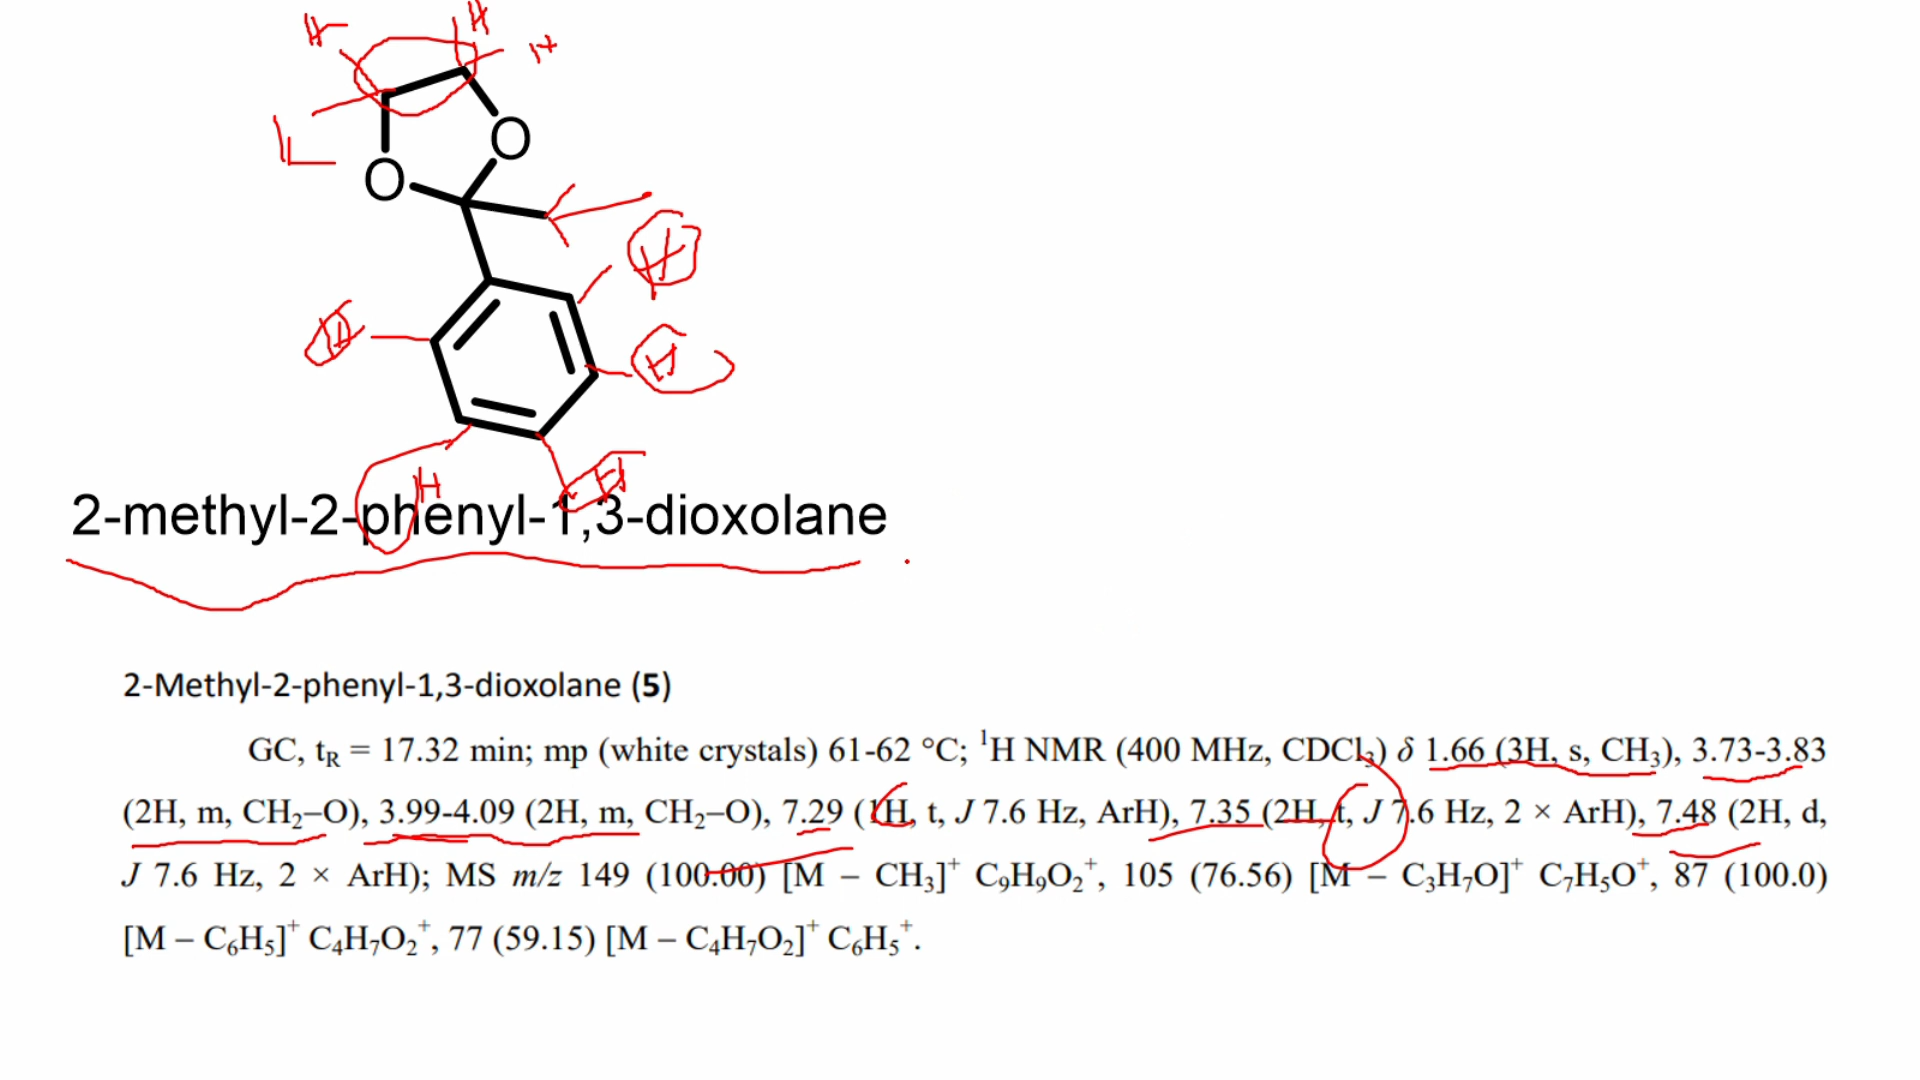 H H H
O
H O
H
H H
H H
2-methyl-2-phenyl-1,3-dioxolane
2-Methyl-2-phenyl-1,3-dioxolane (5)
GC, tR = 17.32 min; mp (white crystals) 61-62 °C; ¹H NMR (400 MHz, CDCl₃) δ 1.66 (3H, s, CH₃), 3.73-3.83
(2H, m, CH₂–O), 3.99-4.09 (2H, m, CH₂–O), 7.29 (1H, t, J 7.6 Hz, ArH), 7.35 (2H, t, J 7.6 Hz, 2 × ArH), 7.48 (2H, d,
J 7.6 Hz, 2 × ArH); MS m/z 149 (100.00) [M – CH₃]⁺ C₉H₉O₂⁺, 105 (76.56) [M – C₃H₇O]⁺ C₇H₅O⁺, 87 (100.0)
[M – C₆H₅]⁺ C₄H₇O₂⁺, 77 (59.15) [M – C₄H₇O₂]⁺ C₆H₅⁺.